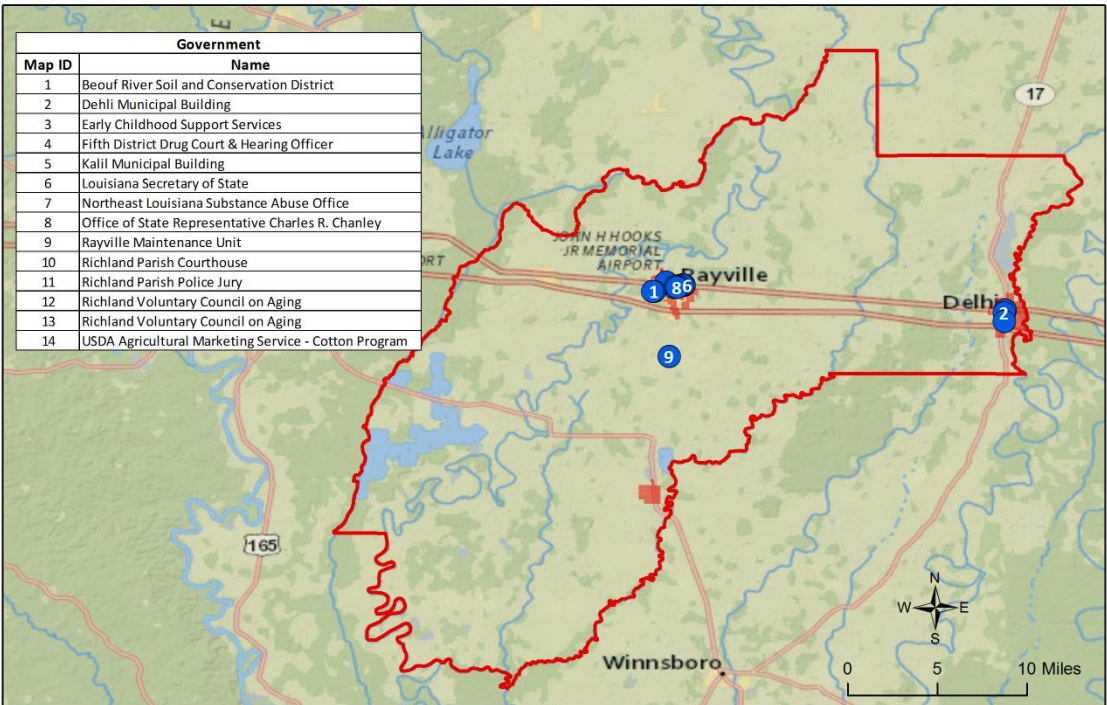 Government
Map ID Name
1 Beouf River Soil and Conservation District
2 Dehli Municipal Building
3 Early Childhood Support Services
4 Fifth District Drug Court & Hearing Officer
5 Kalil Municipal Building
6 Louisiana Secretary of State
7 Northeast Louisiana Substance Abuse Office
8 Office of State Representative Charles R. Chanley
9 Rayville Maintenance Unit
10 Richland Parish Courthouse
11 Richland Parish Police Jury
12 Richland Voluntary Council on Aging
13 Richland Voluntary Council on Aging
14 USDA Agricultural Marketing Service - Cotton Program
E
17
Alligator
Lake
JOHN H HOOKS
JR MEMORIAL
AIRPORT
ORT
Rayville
1
8
6
Delhi
2
9
165
N
W E
S
Winnsboro
0 5 10 Miles